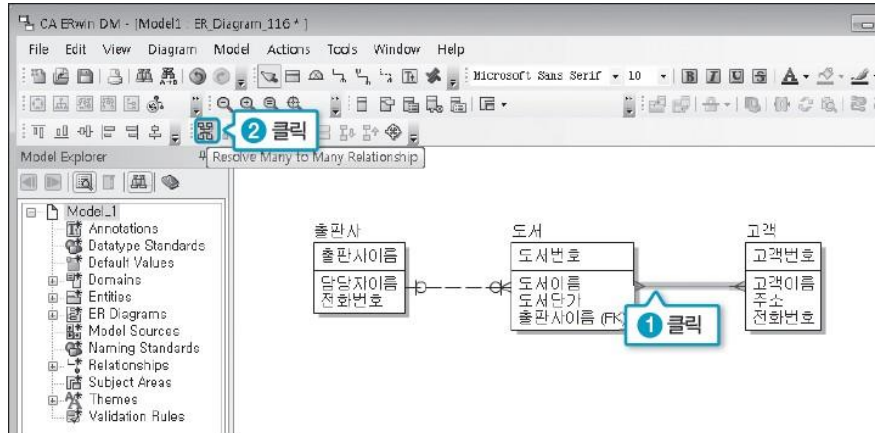 CA ERwin DM - [Model1 : ER_Diagram_116 * ]
File Edit View Diagram Model Actions Tools Window Help
Microsoft Sans Serif 10 B I U S A
2 클릭
Model Explorer
Resolve Many to Many Relationship
Model_1
Annotations
Datatype Standards
Default Values
Domains
Entities
ER Diagrams
Model Sources
Naming Standards
Relationships
Subject Areas
Themes
Validation Rules
출판사
출판사이름
담당자이름
전화번호
도서
도서번호
도서이름
도서단가
출판사이름 (FK)
1 클릭
고객
고객번호
고객이름
주소
전화번호